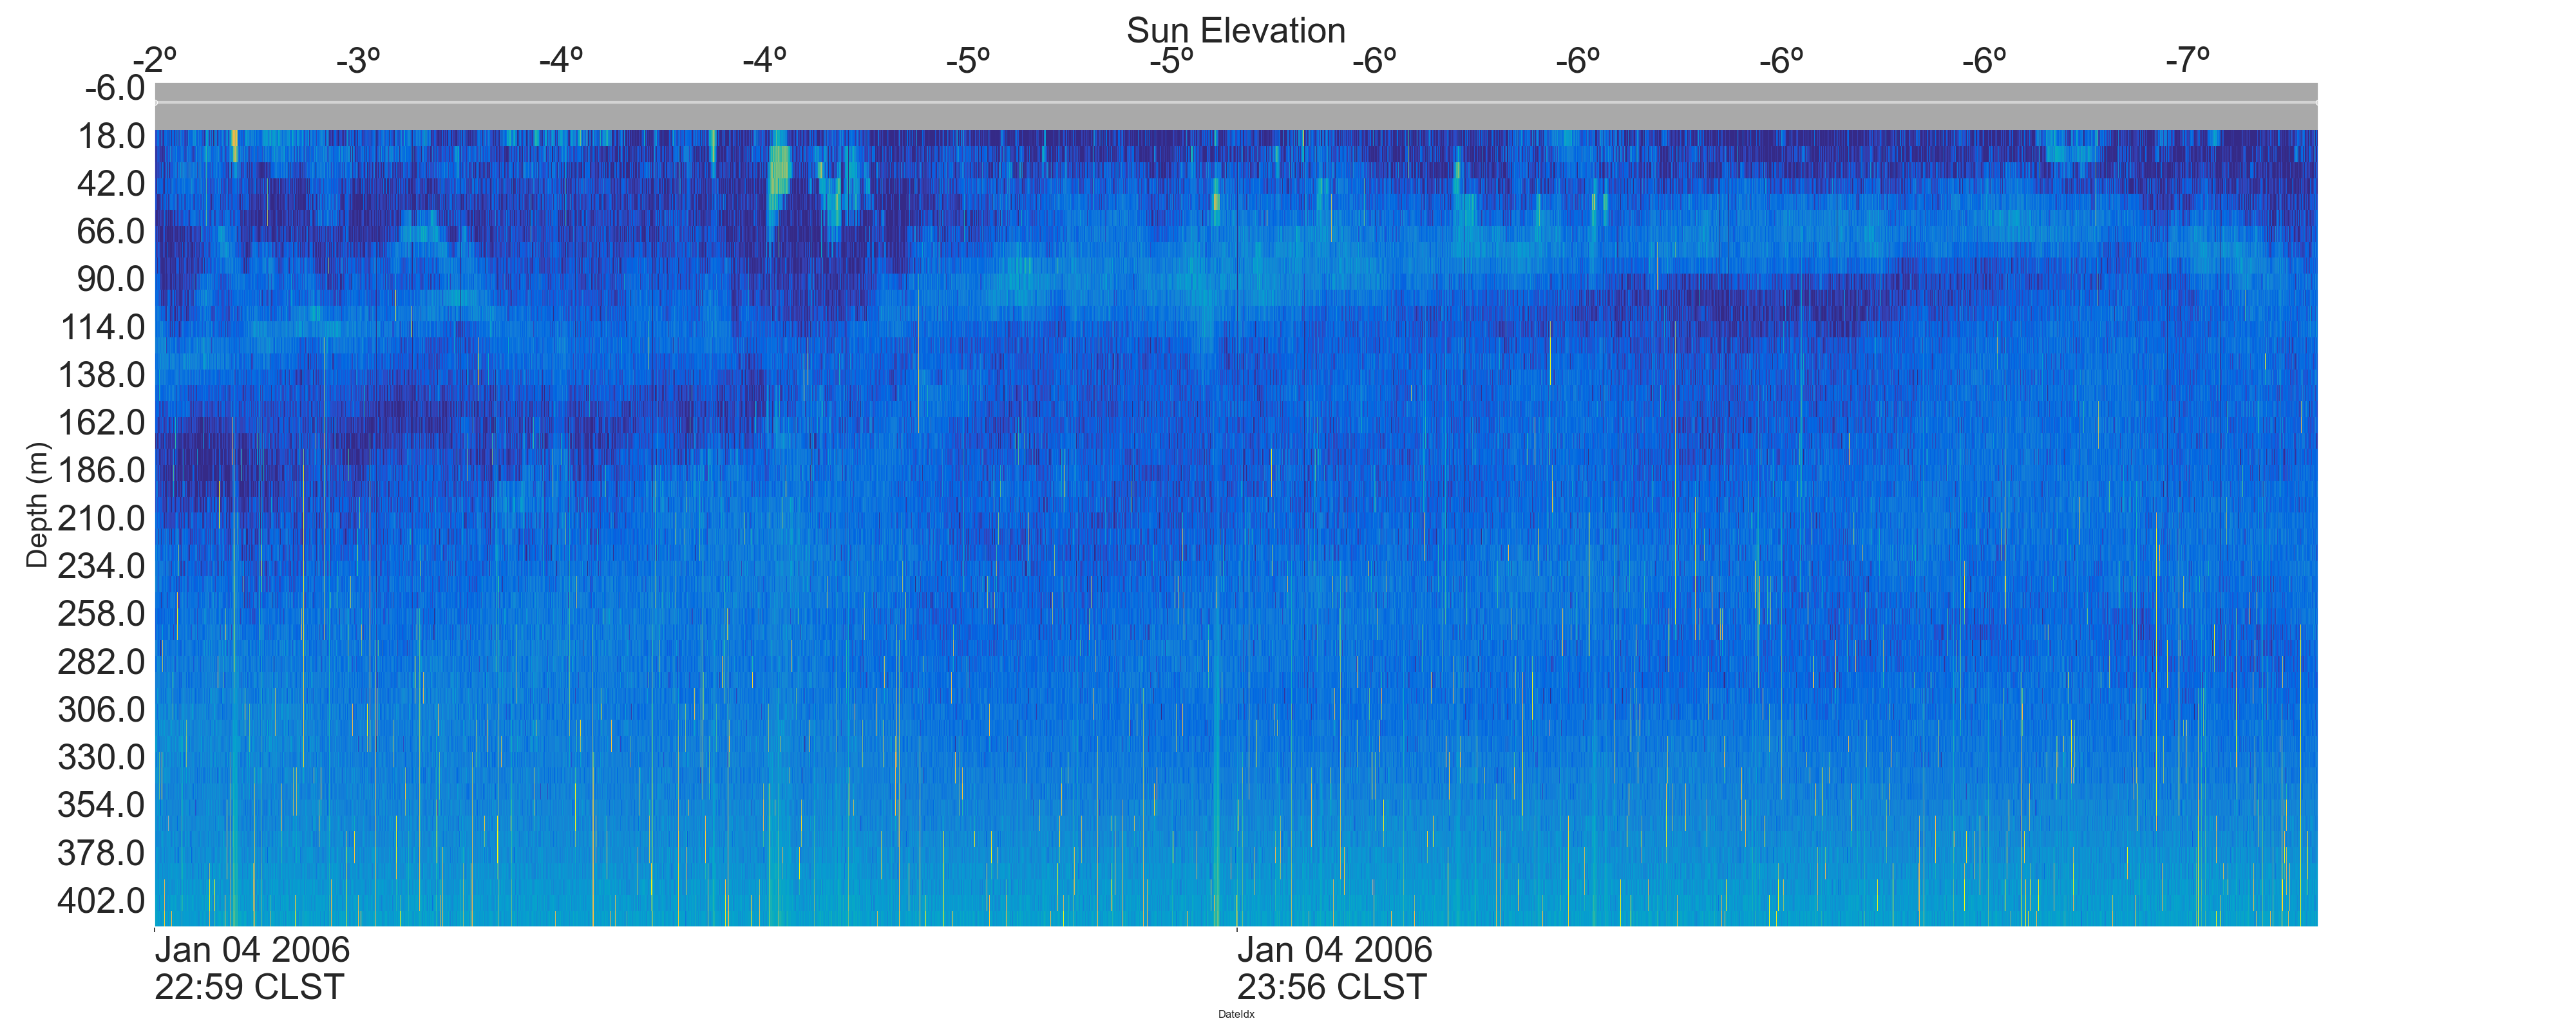 Sun Elevation
-2º -3º -4º -4º -5º -5º -6º -6º -6º -6º -7º
-6.0
18.0
42.0
66.0
90.0
114.0
138.0
162.0
186.0
210.0
234.0
258.0
282.0
306.0
330.0
354.0
378.0
402.0
Depth (m)
Jan 04 2006
22:59 CLST
Jan 04 2006
23:56 CLST
DateIdx